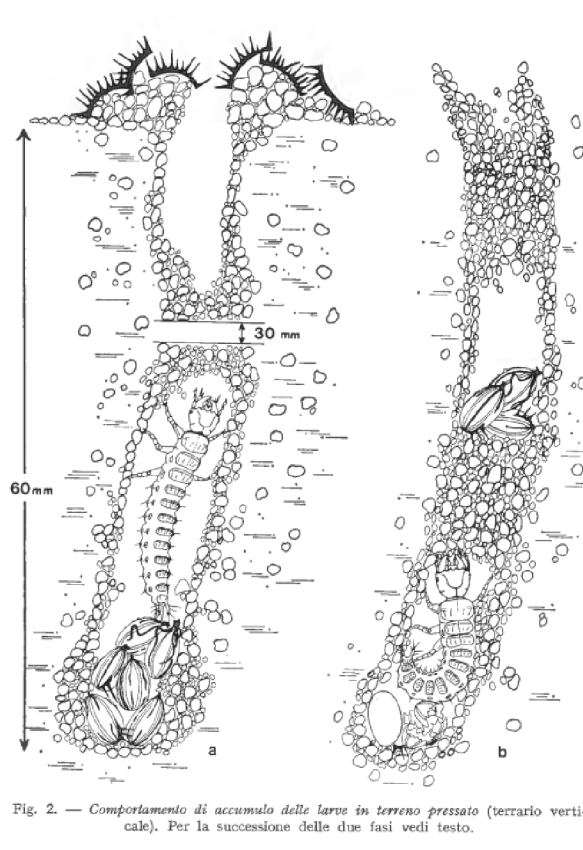 30 mm
60mm
a
b
Fig. 2. — Comportamento di accumulo delle larve in terreno pressato (terrario verti-
cale). Per la successione delle due fasi vedi testo.